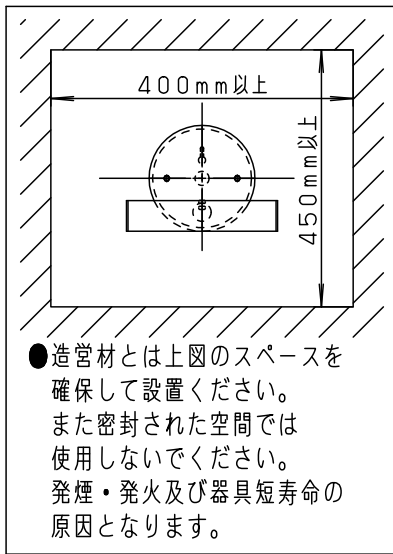 400mm以上
450mm以上
●造営材とは上図のスペースを
確保して設置ください。
また密封された空間では
使用しないでください。
発煙・発火及び器具短寿命の
原因となります。